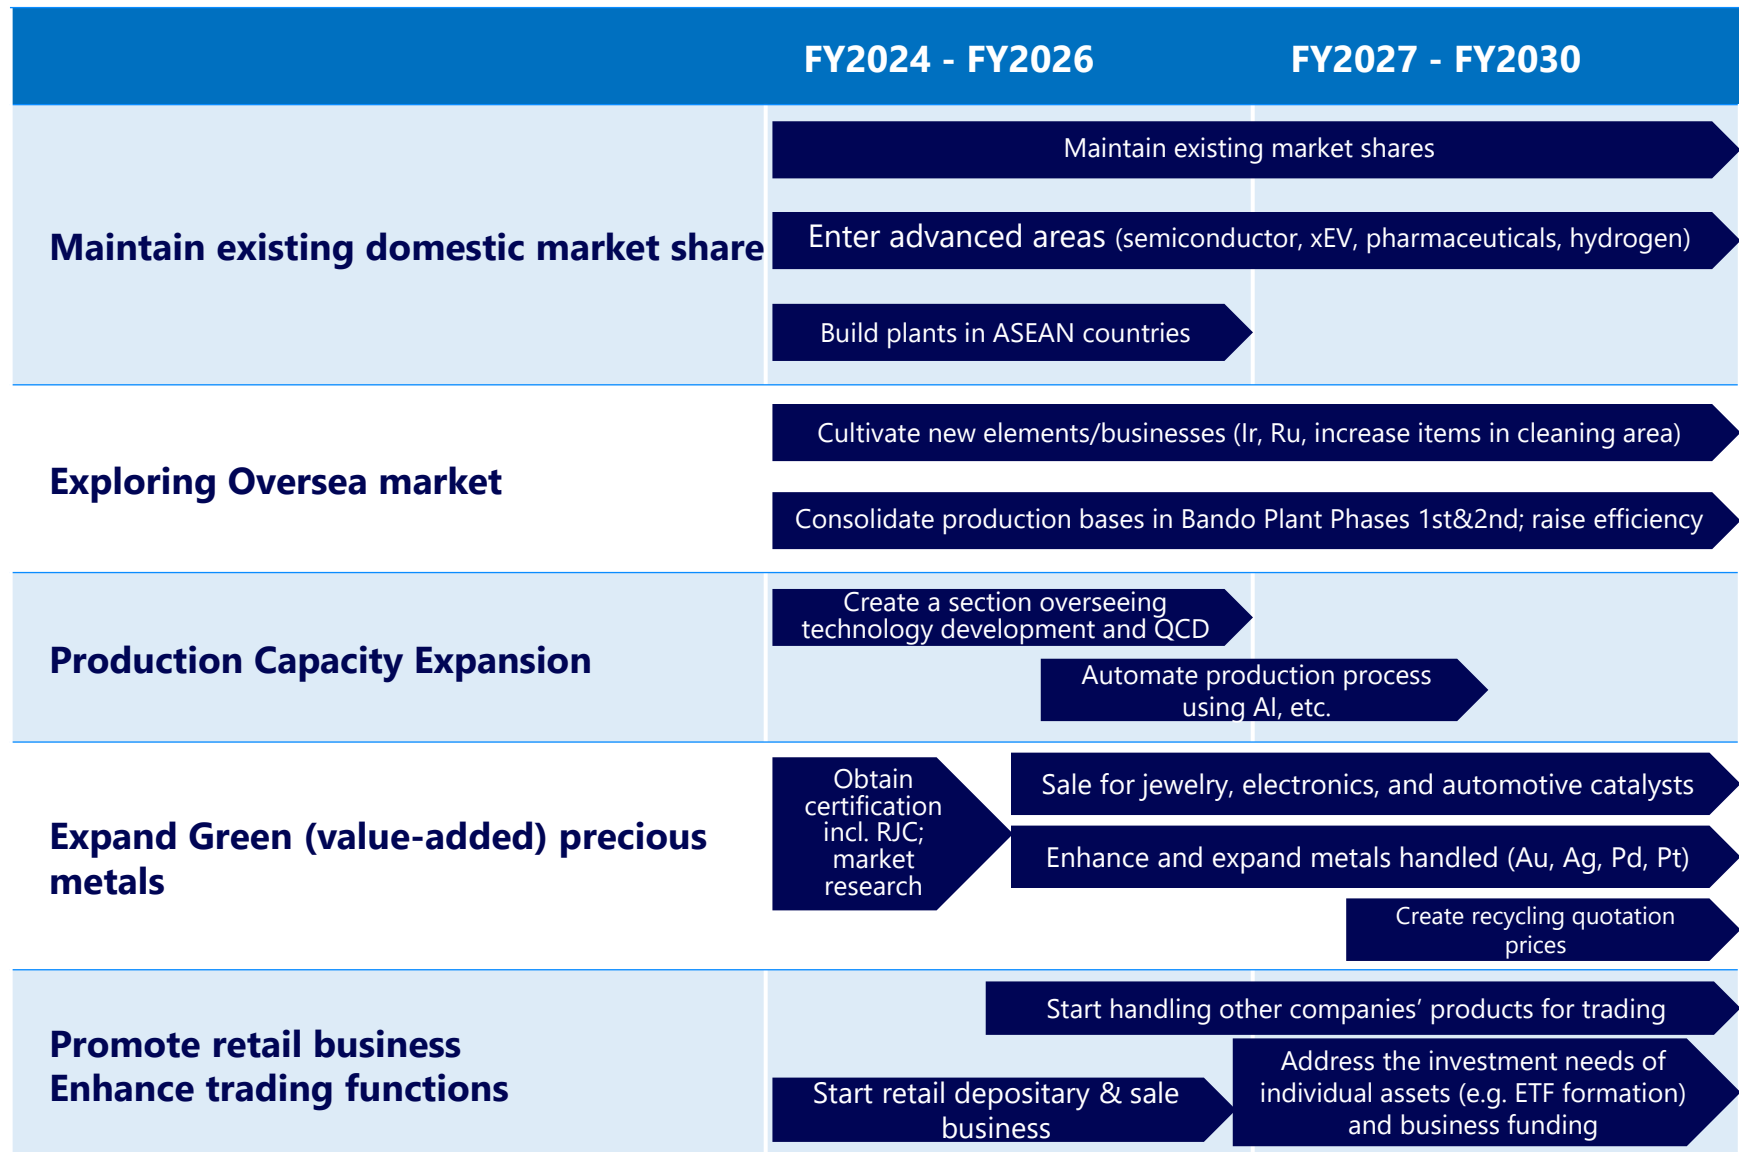 FY2024 - FY2026
FY2027 - FY2030
Maintain existing domestic market share
Maintain existing market shares
Enter advanced areas (semiconductor, xEV, pharmaceuticals, hydrogen)
Build plants in ASEAN countries
Exploring Oversea market
Cultivate new elements/businesses (Ir, Ru, increase items in cleaning area)
Consolidate production bases in Bando Plant Phases 1st&2nd; raise efficiency
Production Capacity Expansion
Create a section overseeing
technology development and QCD
Automate production process
using AI, etc.
Expand Green (value-added) precious
metals
Obtain
certification
incl. RJC;
market
research
Sale for jewelry, electronics, and automotive catalysts
Enhance and expand metals handled (Au, Ag, Pd, Pt)
Create recycling quotation
prices
Promote retail business
Enhance trading functions
Start handling other companies’ products for trading
Start retail depositary & sale
business
Address the investment needs of
individual assets (e.g. ETF formation)
and business funding